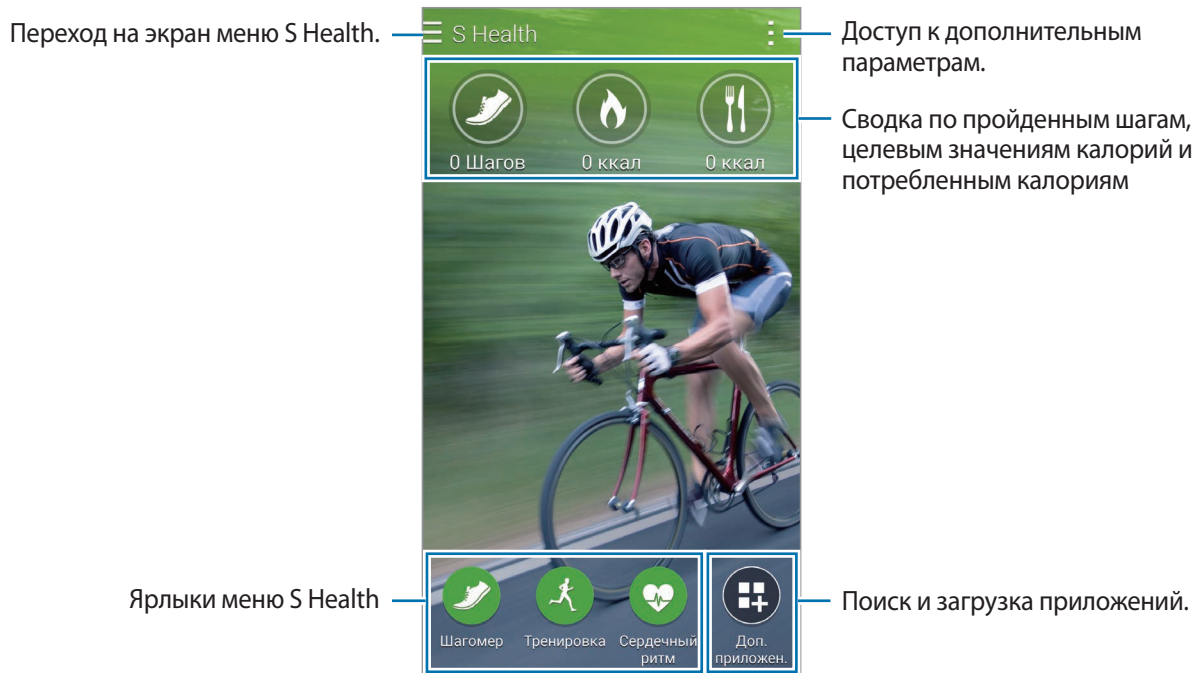 Переход на экран меню S Health.
S Health
Доступ к дополнительным
параметрам.
0 Шагов
0 ккал
0 ккал
Сводка по пройденным шагам,
целевым значениям калорий и
потребленным калориям
Ярлыки меню S Health
Шагомер
Тренировка
Сердечный
ритм
Доп.
приложен.
Поиск и загрузка приложений.